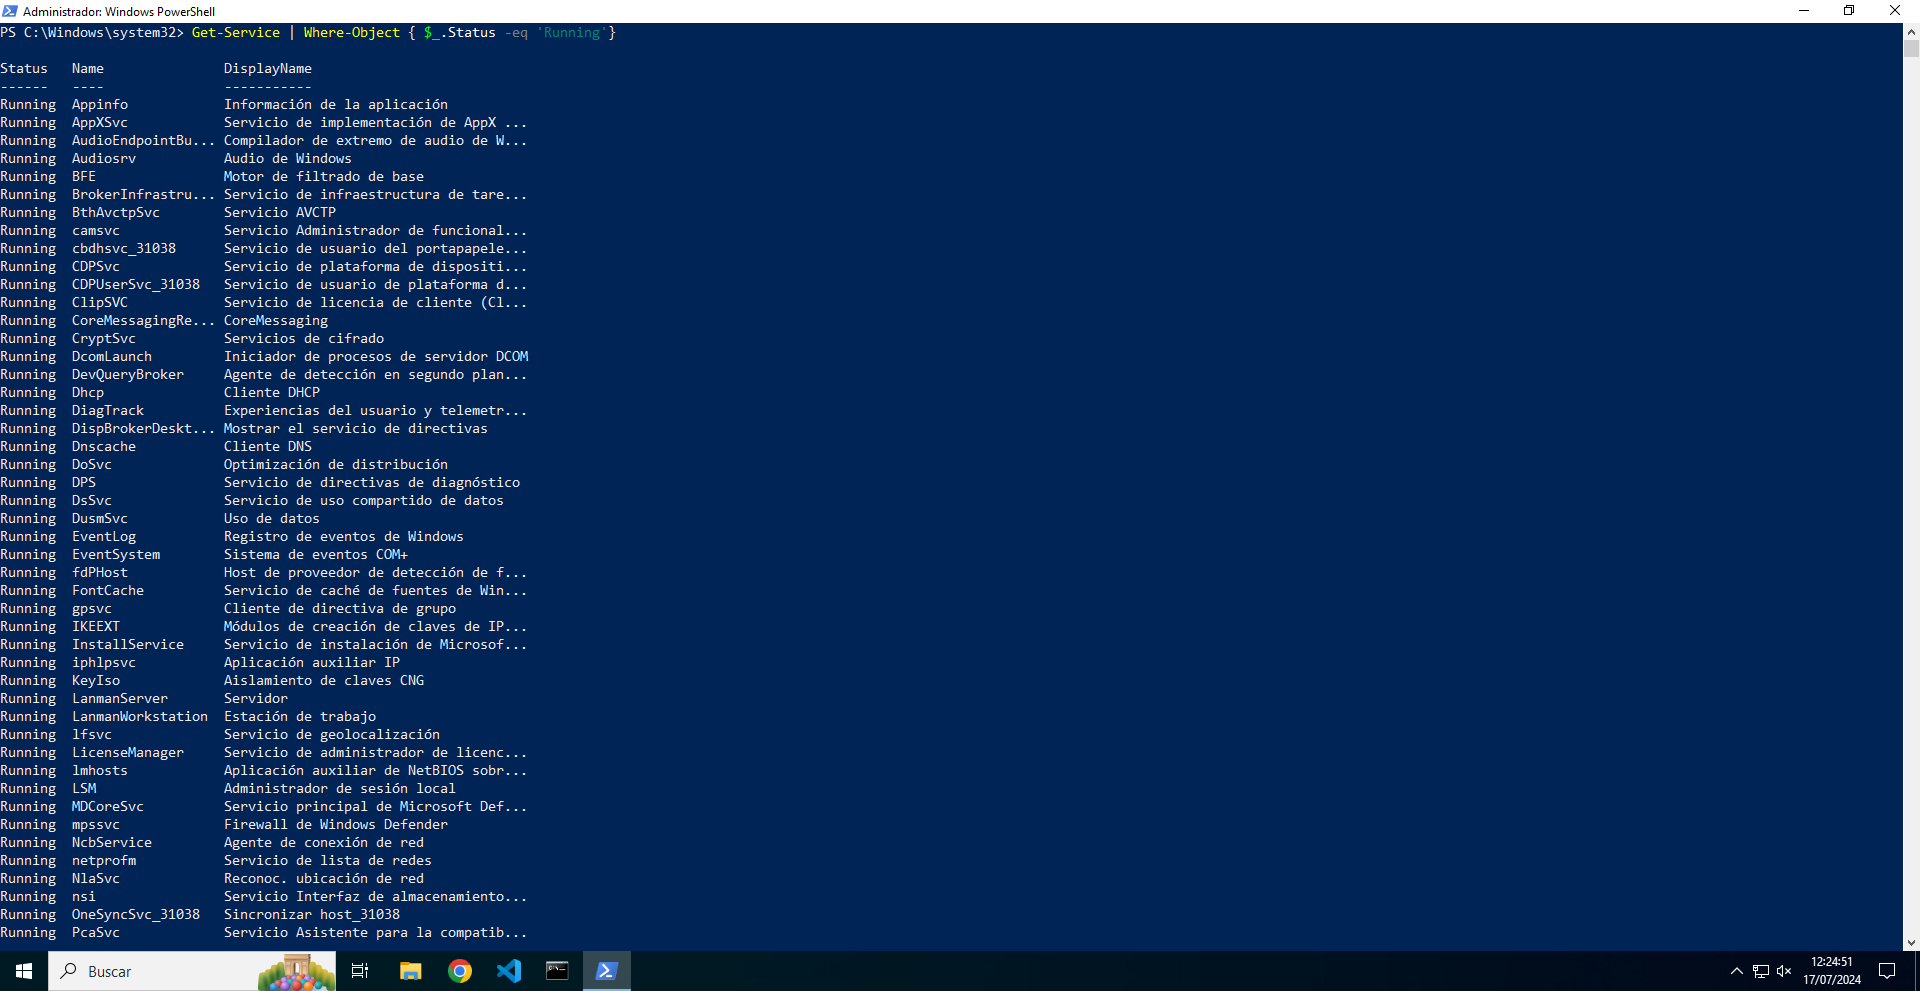 Administrador: Windows PowerShell
PS C:\Windows\system32> Get-Service | Where-Object { $_.Status -eq 'Running'}
Status Name DisplayName
------ ---- -----------
Running Appinfo Información de la aplicación
Running AppXSvc Servicio de implementación de AppX ...
Running AudioEndpointBu... Compilador de extremo de audio de W...
Running Audiosrv Audio de Windows
Running BFE Motor de filtrado de base
Running BrokerInfrastru... Servicio de infraestructura de tare...
Running BthAvctpSvc Servicio AVCTP
Running camsvc Servicio Administrador de funcional...
Running cbdhsvc_31038 Servicio de usuario del portapapele...
Running CDPSvc Servicio de plataforma de dispositi...
Running CDPUserSvc_31038 Servicio de usuario de plataforma d...
Running ClipSVC Servicio de licencia de cliente (Cl...
Running CoreMessagingRe... CoreMessaging
Running CryptSvc Servicios de cifrado
Running DcomLaunch Iniciador de procesos de servidor DCOM
Running DevQueryBroker Agente de detección en segundo plan...
Running Dhcp Cliente DHCP
Running DiagTrack Experiencias del usuario y telemetr...
Running DispBrokerDeskt... Mostrar el servicio de directivas
Running Dnscache Cliente DNS
Running DoSvc Optimización de distribución
Running DPS Servicio de directivas de diagnóstico
Running DsSvc Servicio de uso compartido de datos
Running DusmSvc Uso de datos
Running EventLog Registro de eventos de Windows
Running EventSystem Sistema de eventos COM+
Running fdPHost Host de proveedor de detección de f...
Running FontCache Servicio de caché de fuentes de Win...
Running gpsvc Cliente de directiva de grupo
Running IKEEXT Módulos de creación de claves de IP...
Running InstallService Servicio de instalación de Microsof...
Running iphlpsvc Aplicación auxiliar IP
Running KeyIso Aislamiento de claves CNG
Running LanmanServer Servidor
Running LanmanWorkstation Estación de trabajo
Running lfsvc Servicio de geolocalización
Running LicenseManager Servicio de administrador de licenc...
Running lmhosts Aplicación auxiliar de NetBIOS sobr...
Running LSM Administrador de sesión local
Running MDCoreSvc Servicio principal de Microsoft Def...
Running mpssvc Firewall de Windows Defender
Running NcbService Agente de conexión de red
Running netprofm Servicio de lista de redes
Running NlaSvc Reconoc. ubicación de red
Running nsi Servicio Interfaz de almacenamiento...
Running OneSyncSvc_31038 Sincronizar host_31038
Running PcaSvc Servicio Asistente para la compatib...
Buscar
12:24:51
17/07/2024